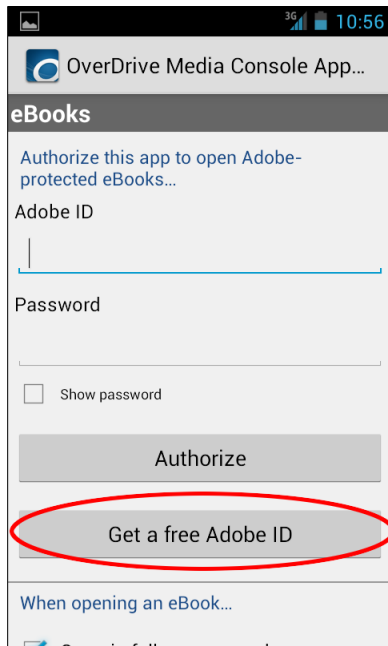 3G 10:56
OverDrive Media Console App...
eBooks
Authorize this app to open Adobe-
protected eBooks...
Adobe ID
Password
Show password
Authorize
Get a free Adobe ID
When opening an eBook...